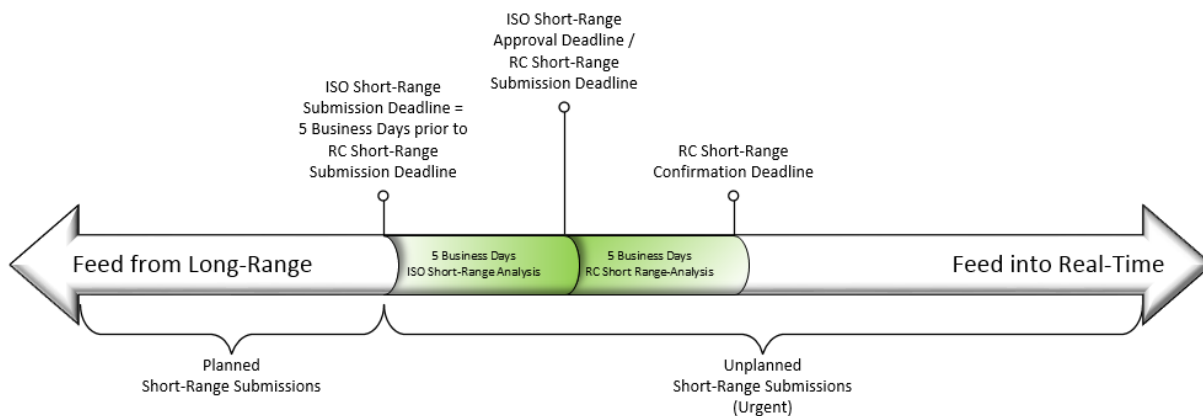 ISO Short-Range
Approval Deadline /
RC Short-Range
Submission Deadline
ISO Short-Range
Submission Deadline =
5 Business Days prior to
RC Short-Range
Submission Deadline
RC Short-Range
Confirmation Deadline
Feed from Long-Range
5 Business Days
ISO Short-Range Analysis
5 Business Days
RC Short Range-Analysis
Feed into Real-Time
Planned
Short-Range Submissions
Unplanned
Short-Range Submissions
(Urgent)